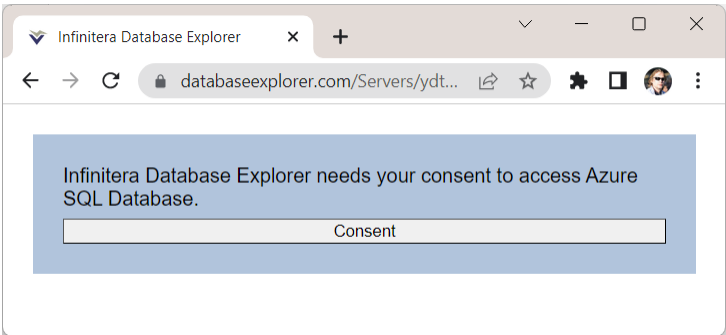 Infinitera Database Explorer
databaseexplorer.com/Servers/ydt...
Infinitera Database Explorer needs your consent to access Azure
SQL Database.
Consent